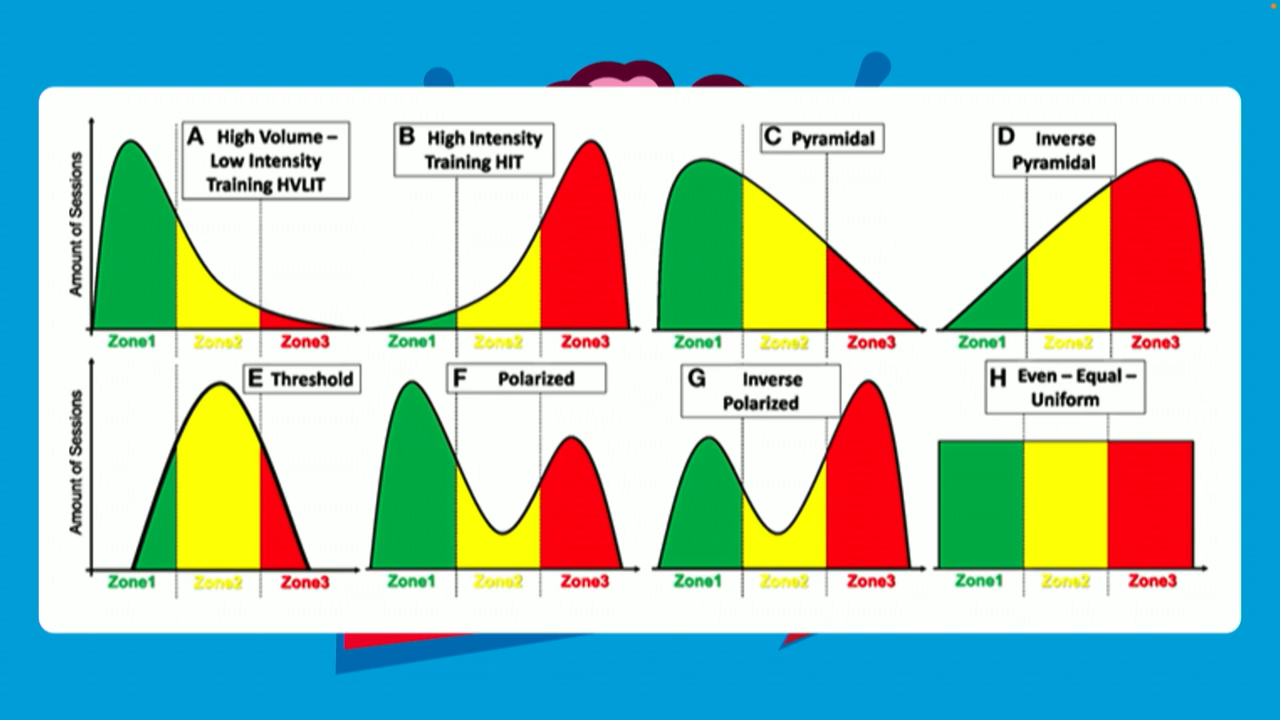 Amount of Sessions
A High Volume –
Low Intensity
Training HVLIT
B High Intensity
Training HIT
C Pyramidal
D Inverse
Pyramidal
Zone1 Zone2 Zone3
Zone1 Zone2 Zone3
Zone1 Zone2 Zone3
Zone1 Zone2 Zone3
Amount of Sessions
E Threshold
F Polarized
G Inverse
Polarized
H Even – Equal –
Uniform
Zone1 Zone2 Zone3
Zone1 Zone2 Zone3
Zone1 Zone2 Zone3
Zone1 Zone2 Zone3